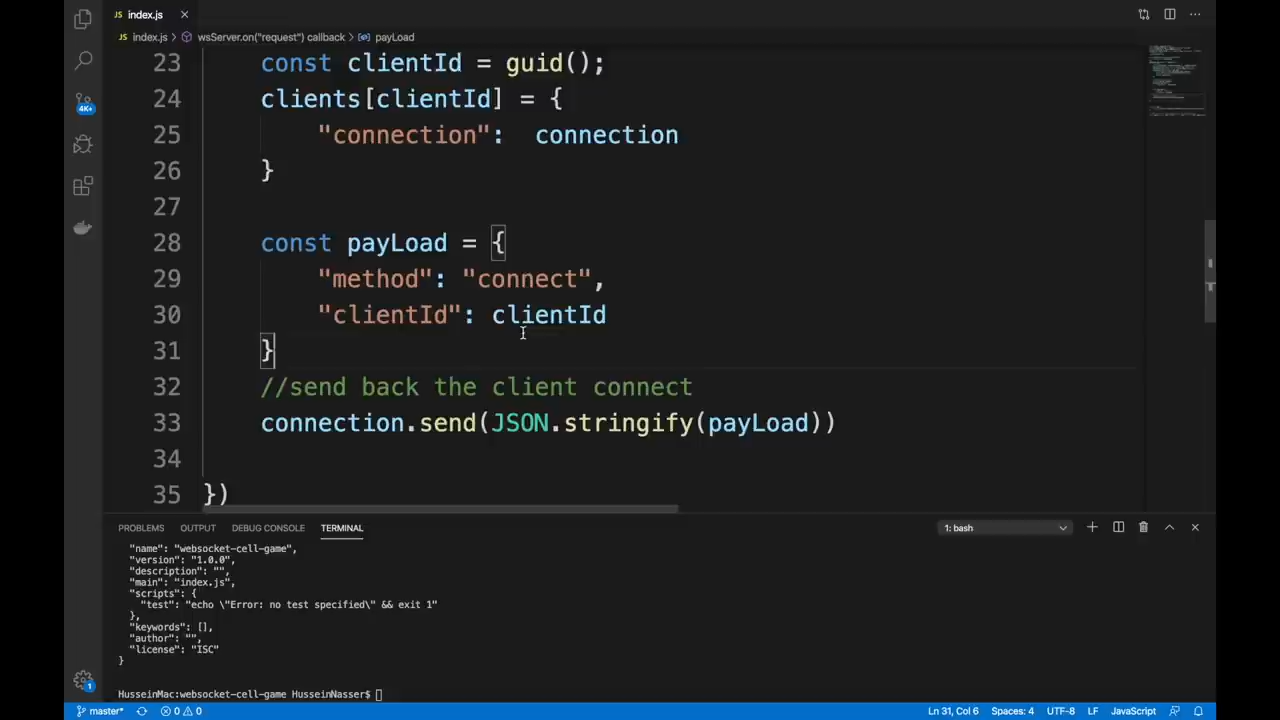 index.js
index.js > wsServer.on("request") callback > payLoad
4K+
23 const clientId = guid();
24 clients[clientId] = {
25 "connection": connection
26 }
27
28 const payLoad = {
29 "method": "connect",
30 "clientId": clientId
31 }
32 //send back the client connect
33 connection.send(JSON.stringify(payLoad))
34
35 })
PROBLEMS OUTPUT DEBUG CONSOLE TERMINAL 1: bash
"name": "websocket-cell-game",
"version": "1.0.0",
"description": "",
"main": "index.js",
"scripts": {
"test": "echo \"Error: no test specified\" && exit 1"
},
"keywords": [],
"author": "",
"license": "ISC"
}
HusseinMac:websocket-cell-game HusseinNasser$
1
master* 0 0 Ln 31, Col 6 Spaces: 4 UTF-8 LF JavaScript